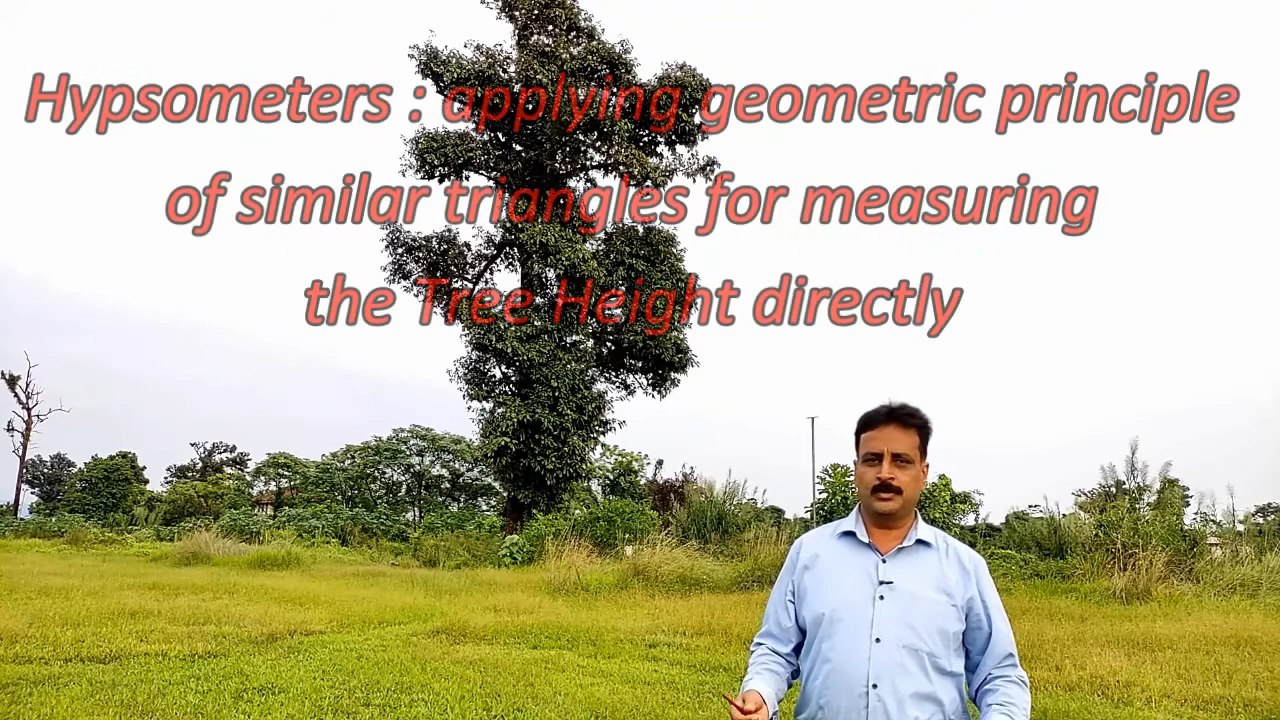 Hypsometers : applying geometric principle
of similar triangles for measuring
the Tree Height directly